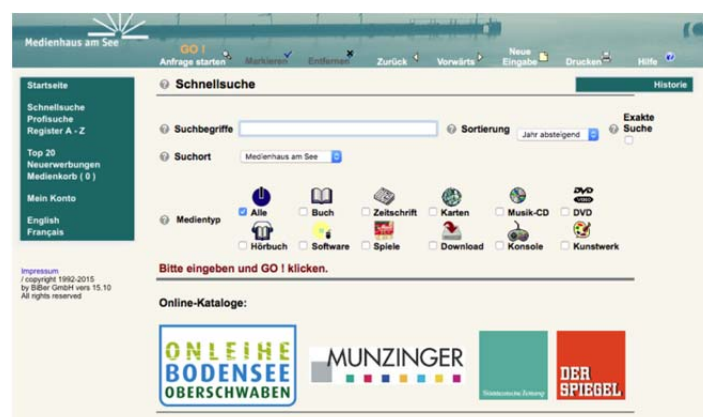 Medienhaus am See
GO !
Anfrage starten
Markieren
Entfernen
Zurück
Vorwärts
Neue
Eingabe
Drucken
Hilfe
Startseite
Schnellsuche
Profisuche
Register A - Z
Top 20
Neuerwerbungen
Medienkorb ( 0 )
Mein Konto
English
Français
Impressum
/ copyright 1992-2015
by BiBer GmbH vers 15.10
All rights reserved
Schnellsuche
Historie
Suchbegriffe
Sortierung
Jahr absteigend
Exakte
Suche
Suchort
Medienhaus am See
Medientyp
Alle
Buch
Zeitschrift
Karten
Musik-CD
DVD
VIDEO
DVD
Hörbuch
Software
Spiele
Download
Konsole
Kunstwerk
Bitte eingeben und GO ! klicken.
Online-Kataloge:
ONLEIHE
BODENSEE
OBERSCHWABEN
MUNZINGER
Süddeutsche Zeitung
DER
SPIEGEL